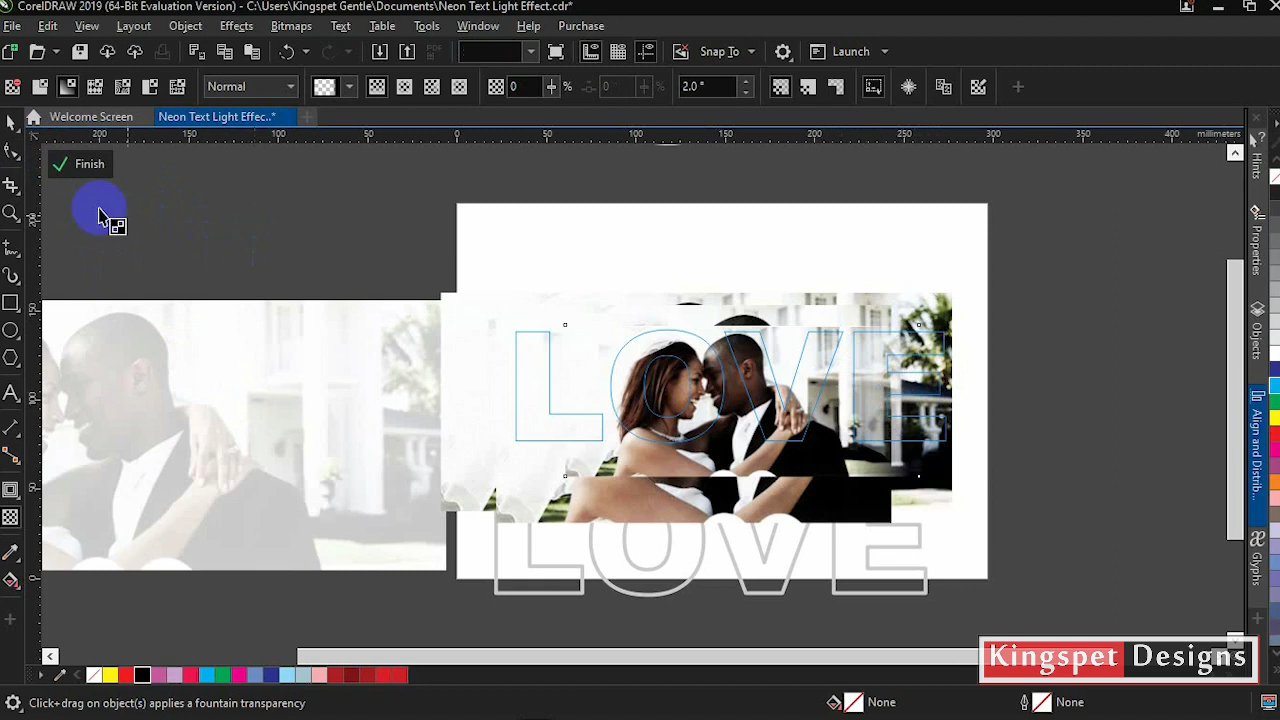 CorelDRAW 2019 (64-Bit Evaluation Version) - C:\Users\Kingspet Gentle\Documents\Neon Text Light Effect.cdr*
File Edit View Layout Object Effects Bitmaps Text Table Tools Window Help Purchase
Snap To Launch
Normal 0 % 0 % 2.0 °
Welcome Screen Neon Text Light Effec..*
200 150 100 50 0 50 100 150 200 250 300 350 400 millimeters
Finish
Hints
Properties
Objects
Align and Distrib...
Glyphs
LOVE
LOVE
Kingspet Designs
Click+drag on object(s) applies a fountain transparency
None
None